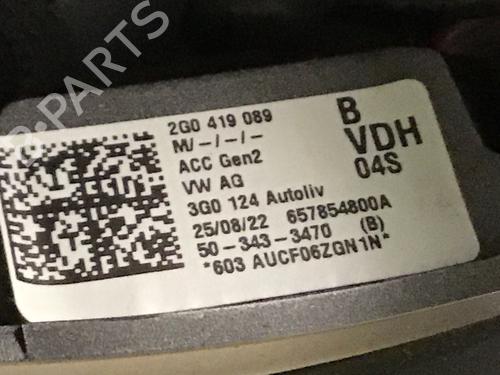 B-PARTS
2G0 419 089
M/-/-/-
ACC Gen2
VW AG
3G0 124 Autoliv
25/08/22 657854800A
50-343-3470 (B)
*603 AUCF06ZGN1N*
B
VDH
04S